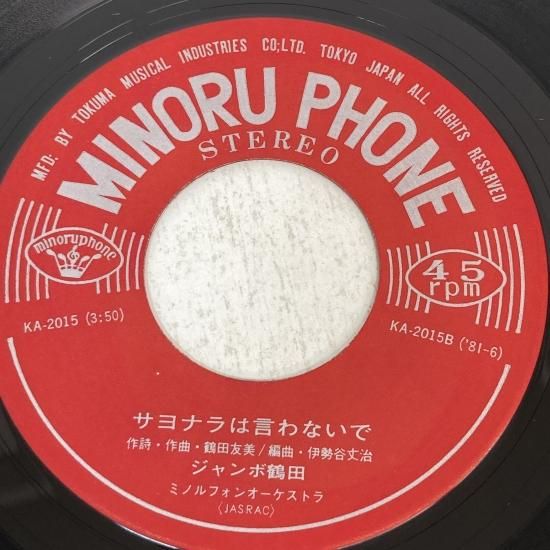 MFD. BY TOKUMA MUSICAL INDUSTRIES CO;LTD. TOKYO JAPAN ALL RIGHTS RESERVED
MINORU PHONE
STEREO
minoruphone
45
rpm
KA-2015 (3:50)
KA-2015B ('81-6)
サヨナラは言わないで
作詩・作曲・鶴田友美/編曲・伊勢谷丈治
ジャンボ鶴田
ミノルフォンオーケストラ
〈JASRAC〉